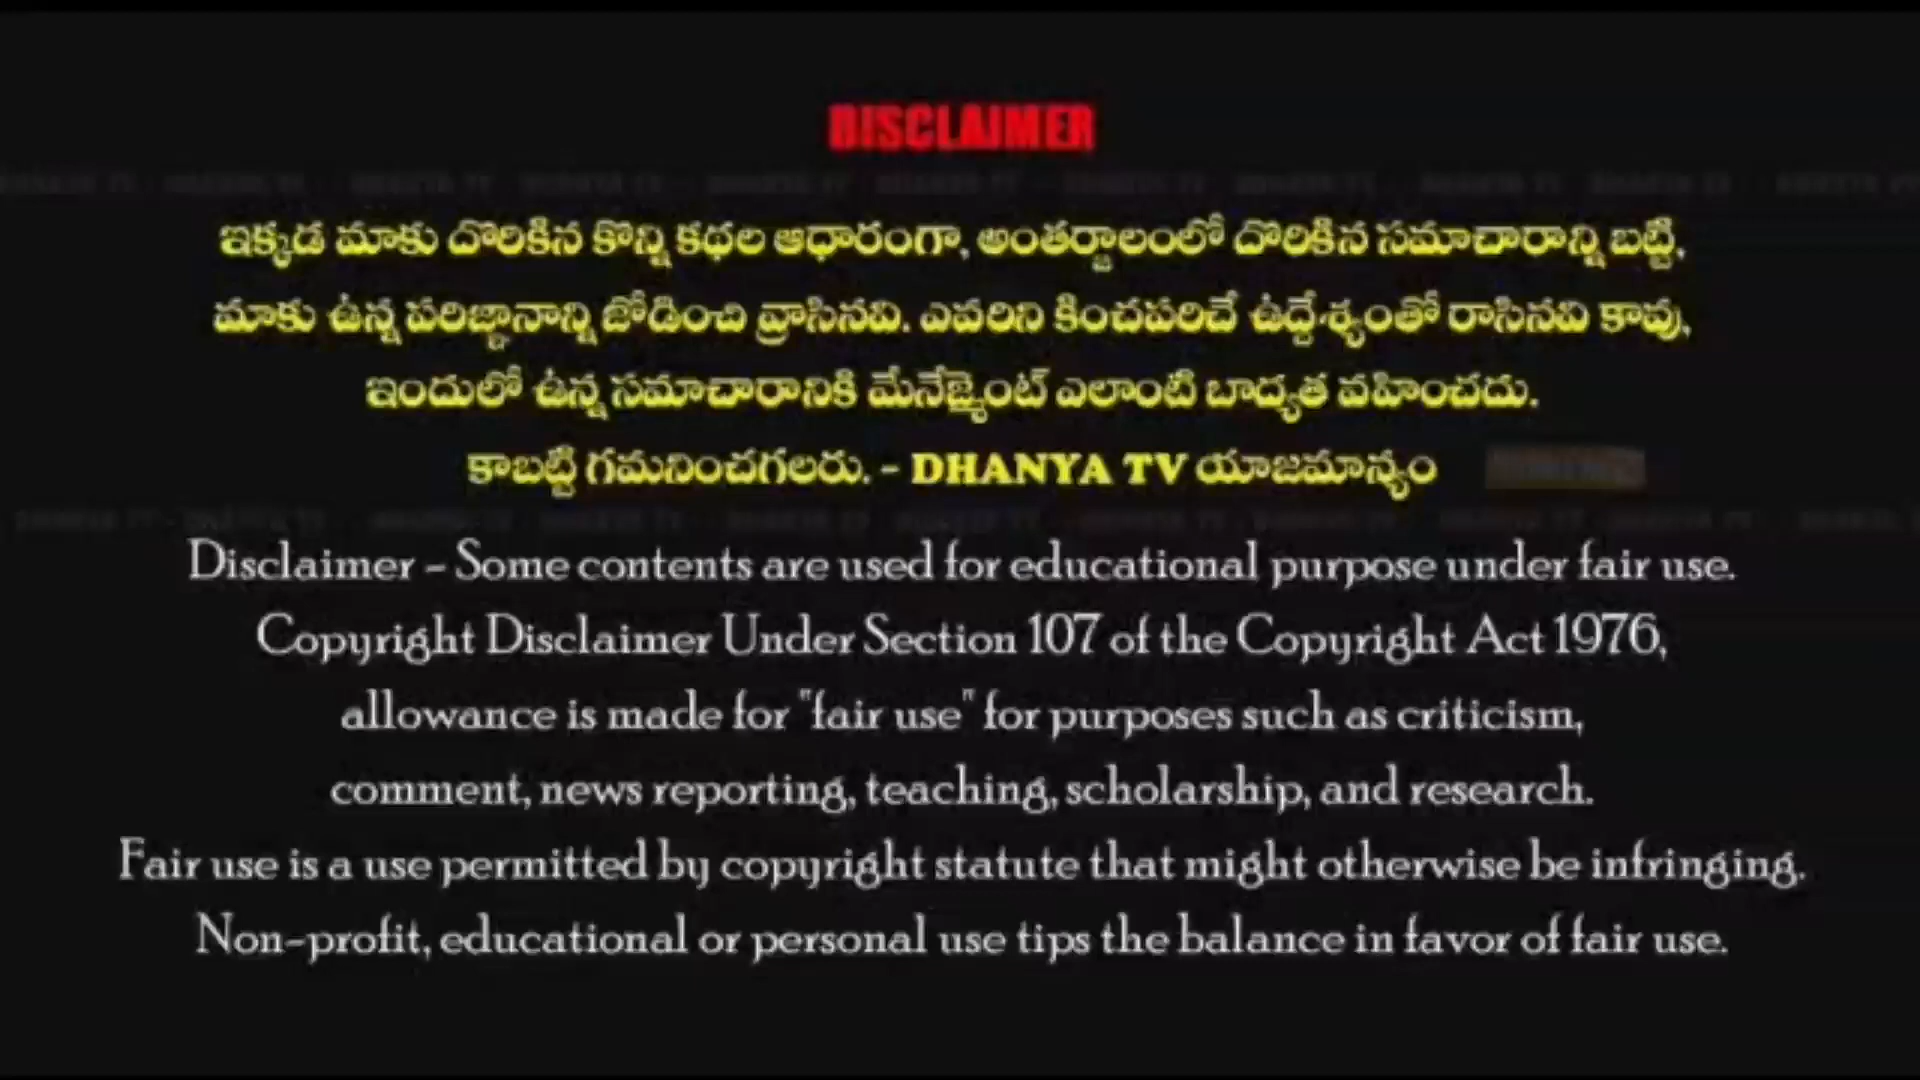 DISCLAIMER
ఇక్కడ మాకు దొరికిన కొన్ని కథల ఆధారంగా, అంతర్జాలంలో దొరికిన సమాచారాన్ని బట్టి,
మాకు ఉన్న పరిజ్ఞానాన్ని జోడించి వ్రాసినవి. ఎవరిని కించపరిచే ఉద్దేశ్యంతో రాసినవి కావు,
ఇందులో ఉన్న సమాచారానికి మేనేజ్మెంట్ ఎలాంటి బాద్యత వహించదు.
కాబట్టి గమనించగలరు. - DHANYA TV యాజమాన్యం
Disclaimer - Some contents are used for educational purpose under fair use.
Copyright Disclaimer Under Section 107 of the Copyright Act 1976,
allowance is made for "fair use" for purposes such as criticism,
comment, news reporting, teaching, scholarship, and research.
Fair use is a use permitted by copyright statute that might otherwise be infringing.
Non-profit, educational or personal use tips the balance in favor of fair use.